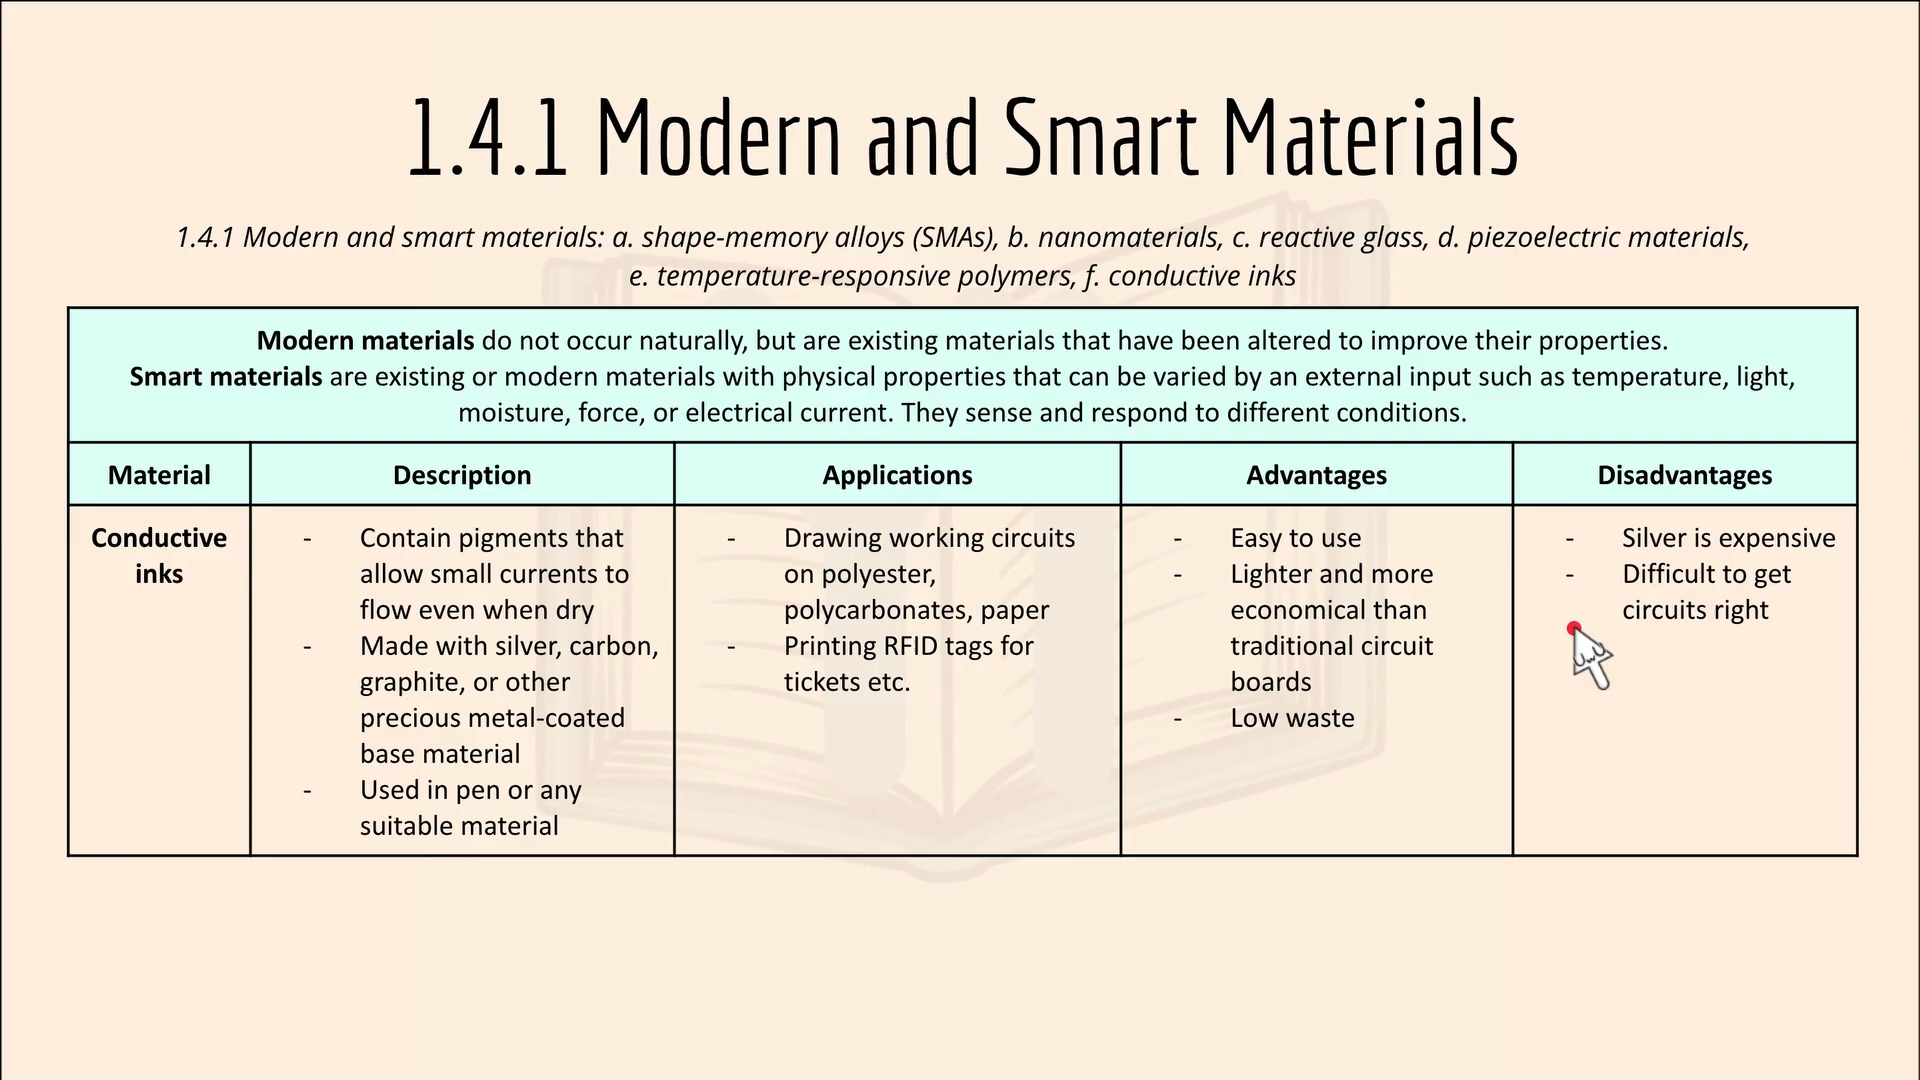 1.4.1 Modern and Smart Materials
1.4.1 Modern and smart materials: a. shape-memory alloys (SMAs), b. nanomaterials, c. reactive glass, d. piezoelectric materials,
e. temperature-responsive polymers, f. conductive inks
Modern materials do not occur naturally, but are existing materials that have been altered to improve their properties.
Smart materials are existing or modern materials with physical properties that can be varied by an external input such as temperature, light,
moisture, force, or electrical current. They sense and respond to different conditions.
Material
Description
Applications
Advantages
Disadvantages
Conductive
inks
- Contain pigments that
allow small currents to
flow even when dry
- Made with silver, carbon,
graphite, or other
precious metal-coated
base material
- Used in pen or any
suitable material
- Drawing working circuits
on polyester,
polycarbonates, paper
- Printing RFID tags for
tickets etc.
- Easy to use
- Lighter and more
economical than
traditional circuit
boards
- Low waste
- Silver is expensive
- Difficult to get
circuits right